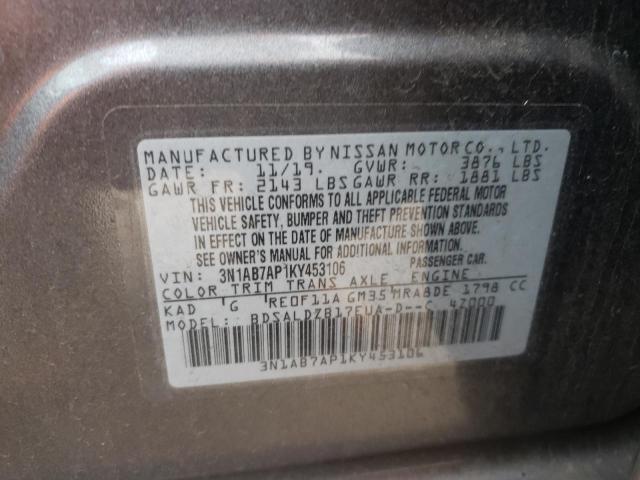 MANUFACTURED BY NISSAN MOTOR CO., LTD.
DATE: 11/19. GVWR: 3876 LBS
GAWR FR: 2143 LBS GAWR RR: 1881 LBS
THIS VEHICLE CONFORMS TO ALL APPLICABLE FEDERAL MOTOR
VEHICLE SAFETY, BUMPER AND THEFT PREVENTION STANDARDS
IN EFFECT ON THE DATE OF MANUFACTURE SHOWN ABOVE.
SEE OWNER'S MANUAL FOR ADDITIONAL INFORMATION.
VIN: 3N1AB7AP1KY453106 PASSENGER CAR.
COLOR TRIM TRANS AXLE ENGINE
KAD 'G 'RE0F11A GM35'MRA8DE 1798 CC
MODEL: BDSALDZB17EUA-D--C 4Z000
3N1AB7AP1KY453106